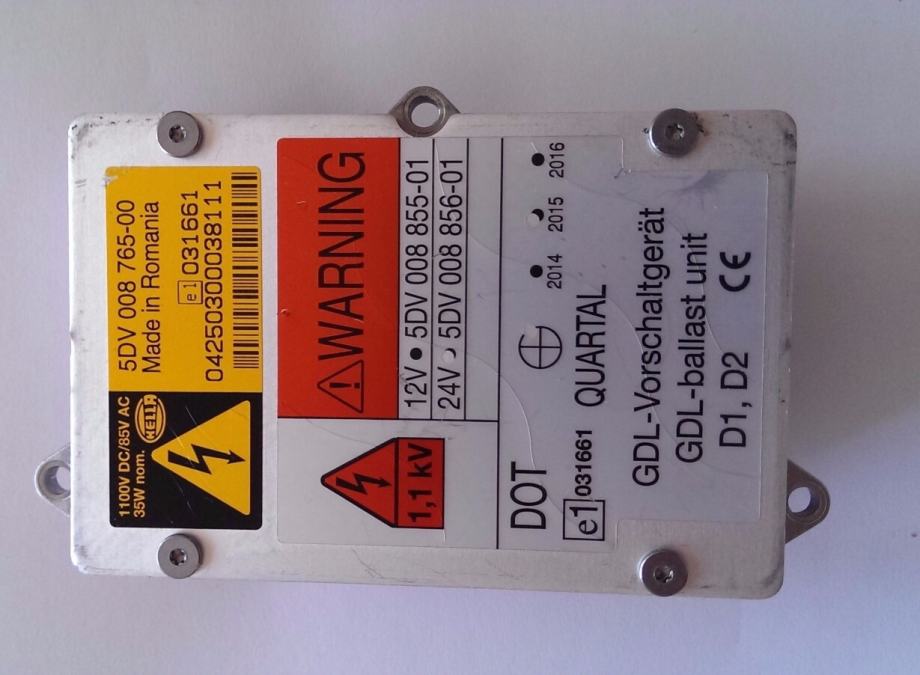 1100V DC/85V AC
35W nom.
HELLA
5DV 008 765-00
Made in Romania
e1 031661
04250300038111
WARNING
1,1 kV
12V • 5DV 008 855-01
24V 5DV 008 856-01
DOT
2014 • 2015 2016 •
e1 031661 QUARTAL
GDL-Vorschaltgerät
GDL-ballast unit
D1, D2 CE